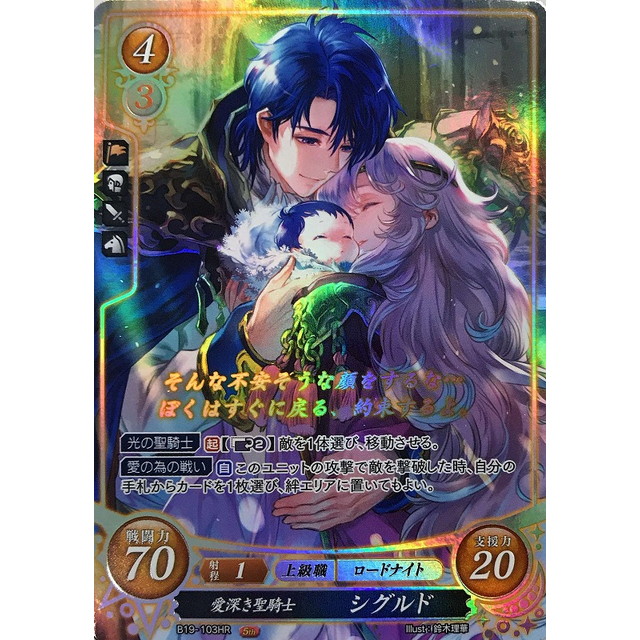 4
3
そんな不安そうな顔をするな…
ぼくはすぐに戻る、約束するよ。
光の聖騎士 起 【 2】敵を1体選び、移動させる。
愛の為の戦い 自 このユニットの攻撃で敵を撃破した時、自分の
手札からカードを1枚選び、絆エリアに置いてもよい。
戦闘力
70
射程 1 上級職 ロードナイト
支援力
20
愛深き聖騎士 シグルド
B19-103HR 5th Illust:鈴木理華